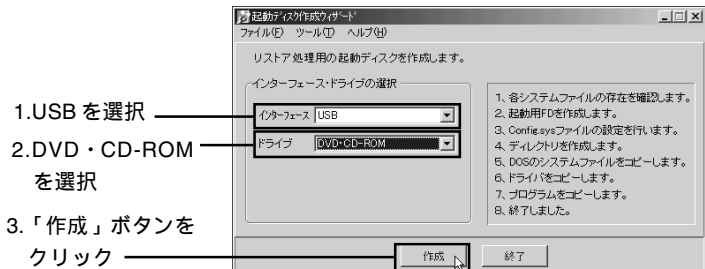 起動ディスク作成ウィザード
ファイル(F) ツール(T) ヘルプ(H)
リストア処理用の起動ディスクを作成します。
インターフェース・ドライブの選択
インターフェース USB
ドライブ DVD・CD-ROM
1、各システムファイルの存在を確認します。
2、起動用FDを作成します。
3、Config.sysファイルの設定を行います。
4、ディレクトリを作成します。
5、DOSのシステムファイルをコピーします。
6、ドライバをコピーします。
7、プログラムをコピーします。
8、終了しました。
作成 終了
1.USB を選択
2.DVD・CD-ROM
を選択
3.「作成」ボタンを
クリック